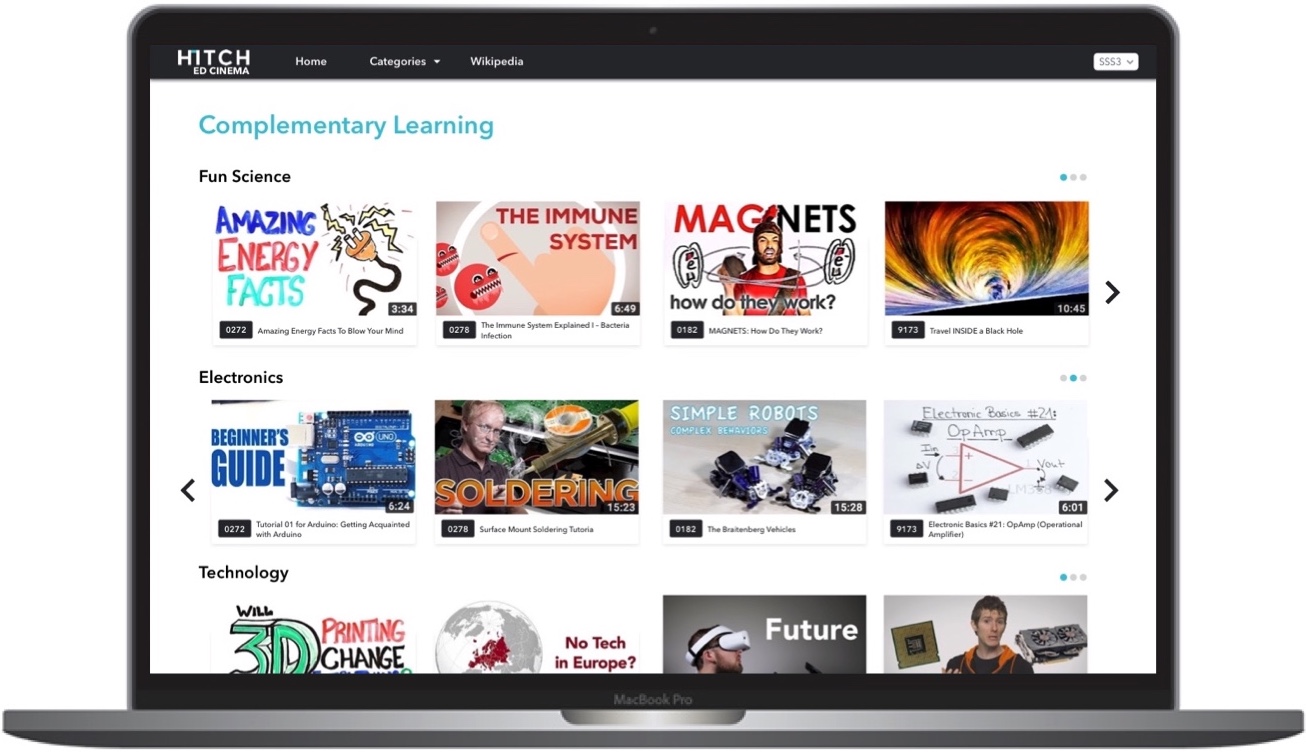 HITCH
ED CINEMA
Home
Categories
Wikipedia
SSS3
Complementary Learning
Fun Science
AMAZING
ENERGY
FACTS
3:34
0272
Amazing Energy Facts To Blow Your Mind
THE IMMUNE
SYSTEM
6:49
0278
The Immune System Explained I – Bacteria
Infection
MAGNETS
how do they work?
0182
MAGNETS: How Do They Work?
10:45
9173
Travel INSIDE a Black Hole
Electronics
BEGINNER'S
GUIDE
UNO
6:24
0272
Tutorial 01 for Arduino: Getting Acquainted
with Arduino
SOLDERING
15:23
0278
Surface Mount Soldering Tutoria
SIMPLE ROBOTS
COMPLEX BEHAVIORS
15:28
0182
The Braitenberg Vehicles
Electronic Basics #21:
OpAmp
Iin
ΔV
Vout
6:01
9173
Electronic Basics #21: OpAmp (Operational
Amplifier)
Technology
WILL
3D PRINTING
CHANGE
No Tech
in Europe?
Future
MacBook Pro